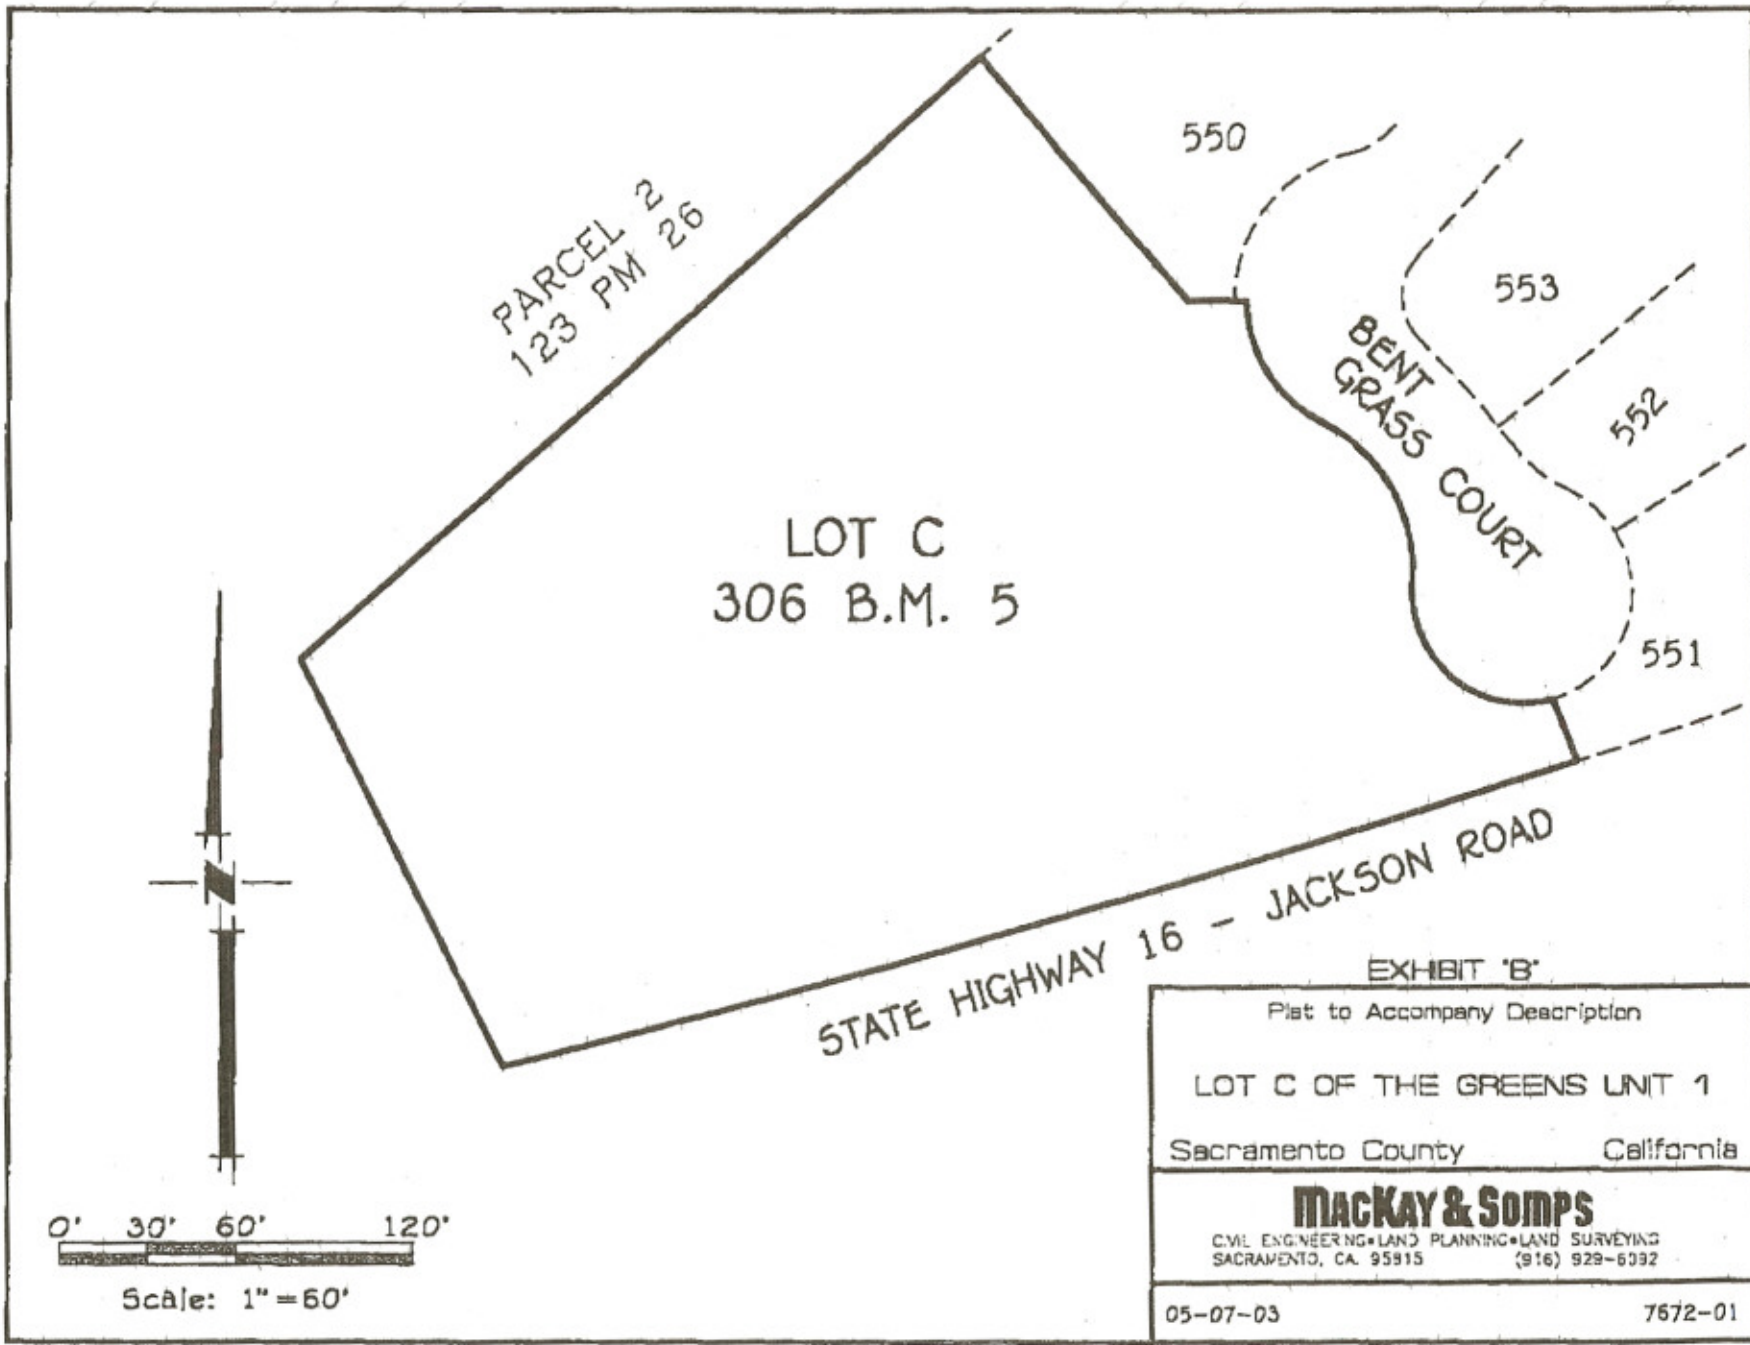 550
PARCEL 2
123 PM 26
553
BENT
GRASS COURT
552
LOT C
306 B.M. 5
551
STATE HIGHWAY 16 - JACKSON ROAD
N
0' 30' 60' 120'
Scale: 1"=60'
EXHIBIT "B"
Plat to Accompany Description
LOT C OF THE GREENS UNIT 1
Sacramento County California
MACKAY & SOMPS
CIVIL ENGINEERING•LAND PLANNING•LAND SURVEYING
SACRAMENTO, CA. 95815 (916) 929-6092
05-07-03 7672-01